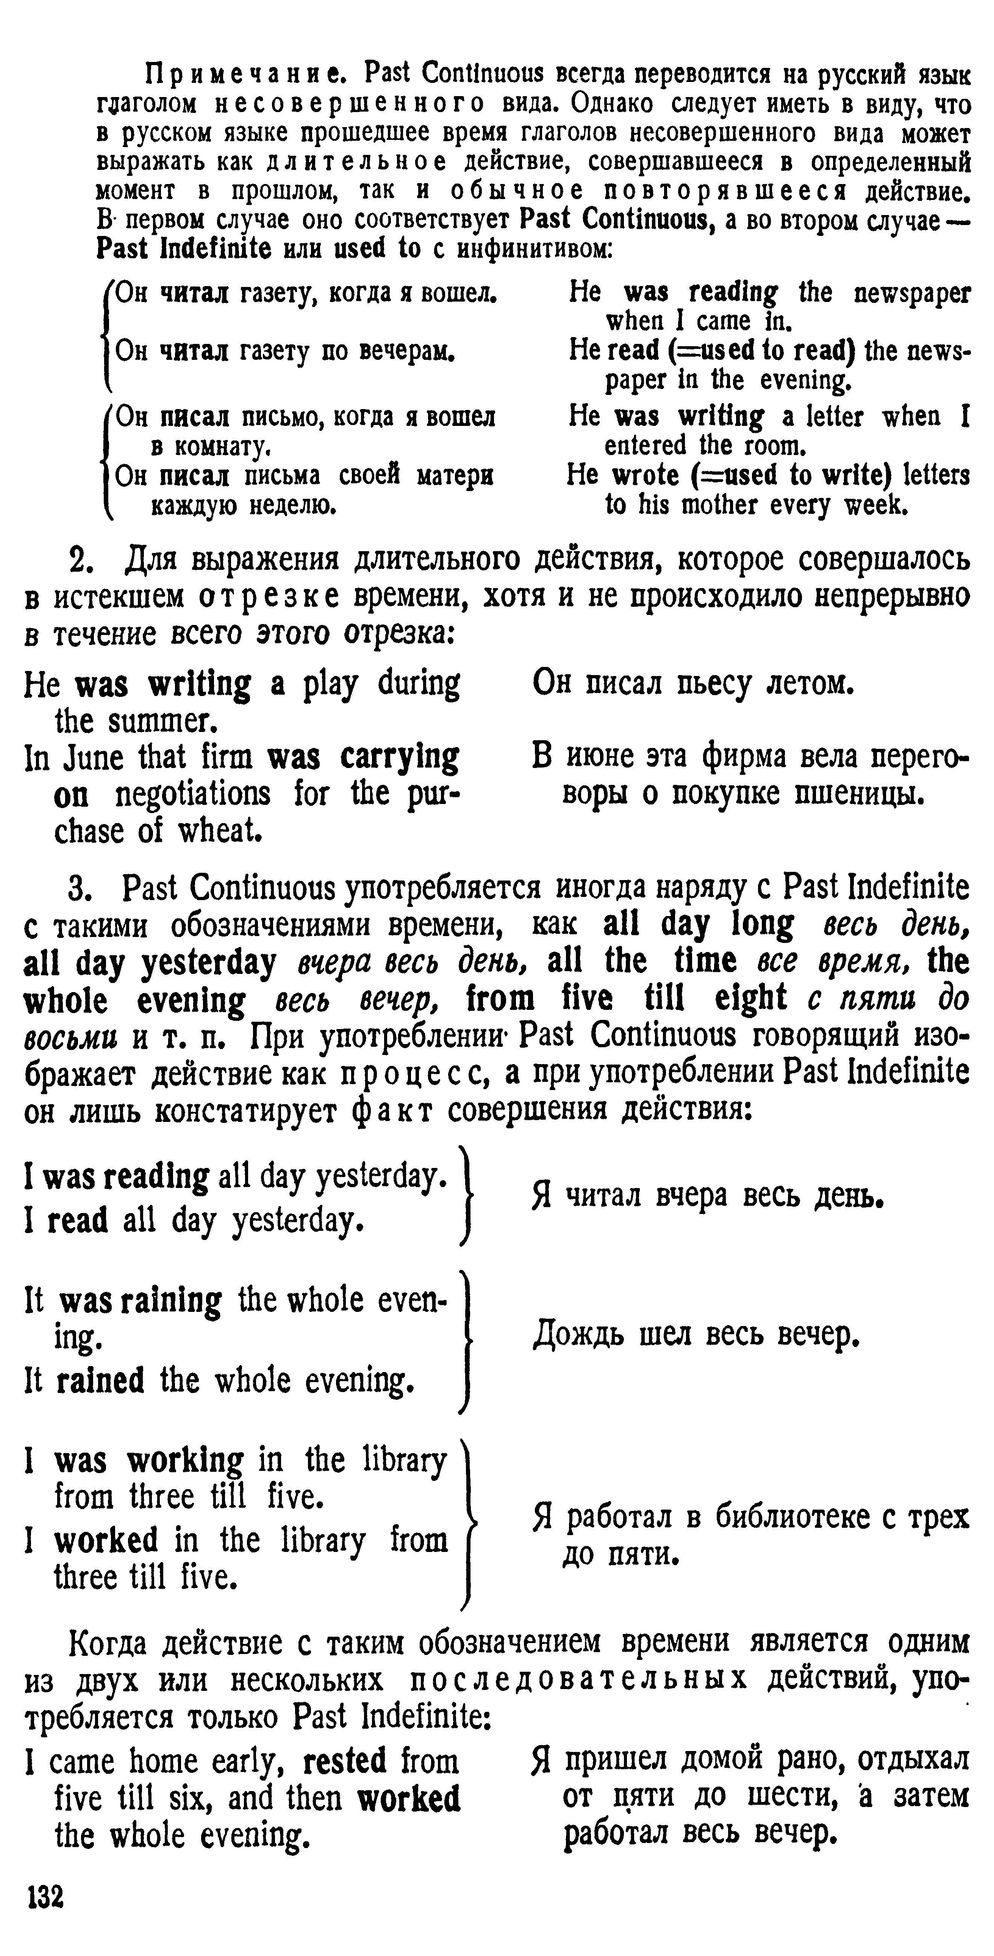 Примечание. Past Continuous всегда переводится на русский язык
глаголом несовершенного вида. Однако следует иметь в виду, что
в русском языке прошедшее время глаголов несовершенного вида может
выражать как длительное действие, совершавшееся в определенный
момент в прошлом, так и обычное повторявшееся действие.
В первом случае оно соответствует Past Continuous, а во втором случае —
Past Indefinite или used to с инфинитивом:
Он читал газету, когда я вошел.
He was reading the newspaper
when I came in.
Он читал газету по вечерам.
He read (=used to read) the news-
paper in the evening.
Он писал письмо, когда я вошел
в комнату.
He was writing a letter when I
entered the room.
Он писал письма своей матери
каждую неделю.
He wrote (=used to write) letters
to his mother every week.
2. Для выражения длительного действия, которое совершалось
в истекшем отрезке времени, хотя и не происходило непрерывно
в течение всего этого отрезка:
He was writing a play during
the summer.
Он писал пьесу летом.
In June that firm was carrying
on negotiations for the pur-
chase of wheat.
В июне эта фирма вела перего-
воры о покупке пшеницы.
3. Past Continuous употребляется иногда наряду с Past Indefinite
с такими обозначениями времени, как all day long весь день,
all day yesterday вчера весь день, all the time все время, the
whole evening весь вечер, from five till eight с пяти до
восьми и т. п. При употреблении Past Continuous говорящий изо-
бражает действие как процесс, а при употреблении Past Indefinite
он лишь констатирует факт совершения действия:
I was reading all day yesterday.
I read all day yesterday.
Я читал вчера весь день.
It was raining the whole even-
ing.
It rained the whole evening.
Дождь шел весь вечер.
I was working in the library
from three till five.
I worked in the library from
three till five.
Я работал в библиотеке с трех
до пяти.
Когда действие с таким обозначением времени является одним
из двух или нескольких последовательных действий, упо-
требляется только Past Indefinite:
I came home early, rested from
five till six, and then worked
the whole evening.
Я пришел домой рано, отдыхал
от пяти до шести, а затем
работал весь вечер.
132